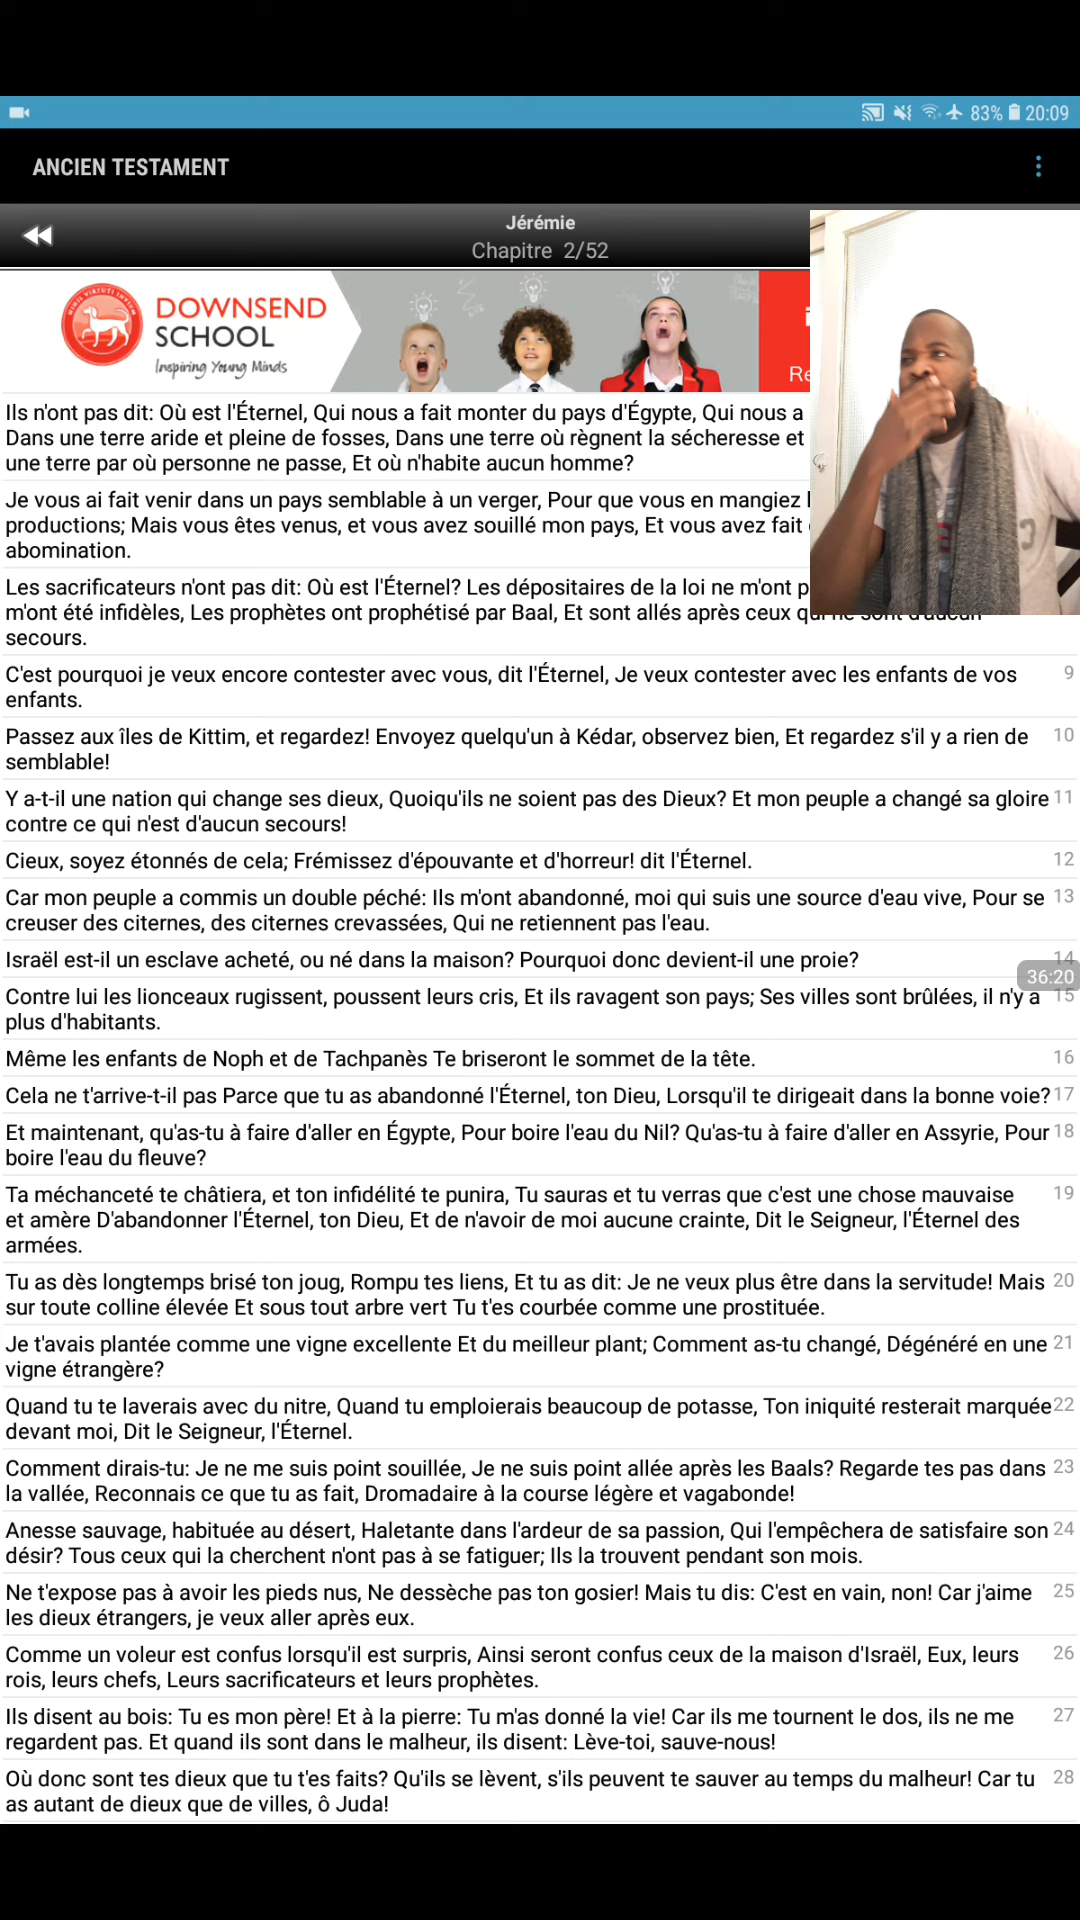 83% 20:09
ANCIEN TESTAMENT
Jérémie
Chapitre 2/52
DOWNSEND
SCHOOL
Inspiring Young Minds
Re
Ils n'ont pas dit: Où est l'Éternel, Qui nous a fait monter du pays d'Égypte, Qui nous a
Dans une terre aride et pleine de fosses, Dans une terre où règnent la sécheresse et
une terre par où personne ne passe, Et où n'habite aucun homme?
Je vous ai fait venir dans un pays semblable à un verger, Pour que vous en mangiez
productions; Mais vous êtes venus, et vous avez souillé mon pays, Et vous avez fait
abomination.
Les sacrificateurs n'ont pas dit: Où est l'Éternel? Les dépositaires de la loi ne m'ont
m'ont été infidèles, Les prophètes ont prophétisé par Baal, Et sont allés après ceux qui ne sont d'aucun
secours.
C'est pourquoi je veux encore contester avec vous, dit l'Éternel, Je veux contester avec les enfants de vos 9
enfants.
Passez aux îles de Kittim, et regardez! Envoyez quelqu'un à Kédar, observez bien, Et regardez s'il y a rien de 10
semblable!
Y a-t-il une nation qui change ses dieux, Quoiqu'ils ne soient pas des Dieux? Et mon peuple a changé sa gloire 11
contre ce qui n'est d'aucun secours!
Cieux, soyez étonnés de cela; Frémissez d'épouvante et d'horreur! dit l'Éternel. 12
Car mon peuple a commis un double péché: Ils m'ont abandonné, moi qui suis une source d'eau vive, Pour se 13
creuser des citernes, des citernes crevassées, Qui ne retiennent pas l'eau.
Israël est-il un esclave acheté, ou né dans la maison? Pourquoi donc devient-il une proie? 14
36:20
Contre lui les lionceaux rugissent, poussent leurs cris, Et ils ravagent son pays; Ses villes sont brûlées, il n'y a 15
plus d'habitants.
Même les enfants de Noph et de Tachpanès Te briseront le sommet de la tête. 16
Cela ne t'arrive-t-il pas Parce que tu as abandonné l'Éternel, ton Dieu, Lorsqu'il te dirigeait dans la bonne voie? 17
Et maintenant, qu'as-tu à faire d'aller en Égypte, Pour boire l'eau du Nil? Qu'as-tu à faire d'aller en Assyrie, Pour 18
boire l'eau du fleuve?
Ta méchanceté te châtiera, et ton infidélité te punira, Tu sauras et tu verras que c'est une chose mauvaise 19
et amère D'abandonner l'Éternel, ton Dieu, Et de n'avoir de moi aucune crainte, Dit le Seigneur, l'Éternel des
armées.
Tu as dès longtemps brisé ton joug, Rompu tes liens, Et tu as dit: Je ne veux plus être dans la servitude! Mais 20
sur toute colline élevée Et sous tout arbre vert Tu t'es courbée comme une prostituée.
Je t'avais plantée comme une vigne excellente Et du meilleur plant; Comment as-tu changé, Dégénéré en une 21
vigne étrangère?
Quand tu te laverais avec du nitre, Quand tu emploierais beaucoup de potasse, Ton iniquité resterait marquée 22
devant moi, Dit le Seigneur, l'Éternel.
Comment dirais-tu: Je ne me suis point souillée, Je ne suis point allée après les Baals? Regarde tes pas dans 23
la vallée, Reconnais ce que tu as fait, Dromadaire à la course légère et vagabonde!
Anesse sauvage, habituée au désert, Haletante dans l'ardeur de sa passion, Qui l'empêchera de satisfaire son 24
désir? Tous ceux qui la cherchent n'ont pas à se fatiguer; Ils la trouvent pendant son mois.
Ne t'expose pas à avoir les pieds nus, Ne dessèche pas ton gosier! Mais tu dis: C'est en vain, non! Car j'aime 25
les dieux étrangers, je veux aller après eux.
Comme un voleur est confus lorsqu'il est surpris, Ainsi seront confus ceux de la maison d'Israël, Eux, leurs 26
rois, leurs chefs, Leurs sacrificateurs et leurs prophètes.
Ils disent au bois: Tu es mon père! Et à la pierre: Tu m'as donné la vie! Car ils me tournent le dos, ils ne me 27
regardent pas. Et quand ils sont dans le malheur, ils disent: Lève-toi, sauve-nous!
Où donc sont tes dieux que tu t'es faits? Qu'ils se lèvent, s'ils peuvent te sauver au temps du malheur! Car tu 28
as autant de dieux que de villes, ô Juda!